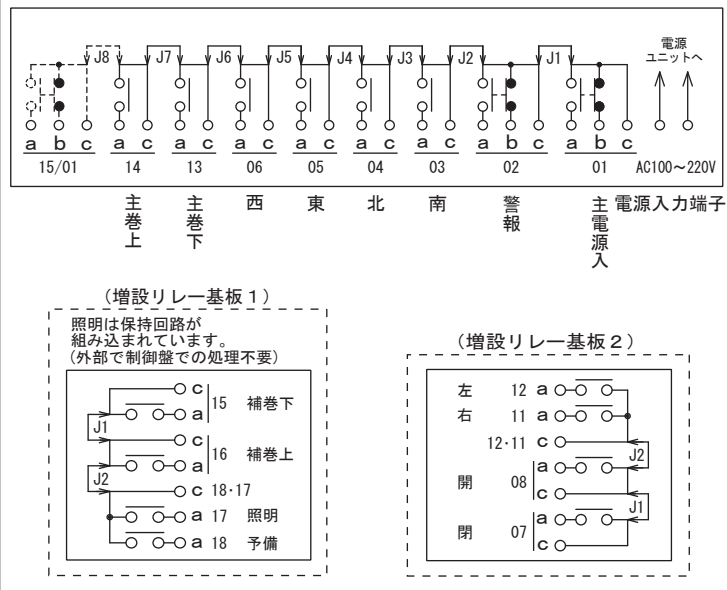 電源
ユニットへ
J8 J7 J6 J5 J4 J3 J2 J1
a b c a c a c a c a c a c a c a b c a b c
15/01 14 13 06 05 04 03 02 01 AC100～220V
主巻上 主巻下 西 東 北 南 警報 主電源入 電源入力端子
(増設リレー基板1)
照明は保持回路が
組み込まれています。
(外部で制御盤での処理不要)
c
15 補巻下
a
J1
c
16 補巻上
a
J2
c 18·17
a 17 照明
a 18 予備
(増設リレー基板2)
左 12 a
右 11 a
12·11 c
J2
a
開 08
c
J1
a
閉 07
c